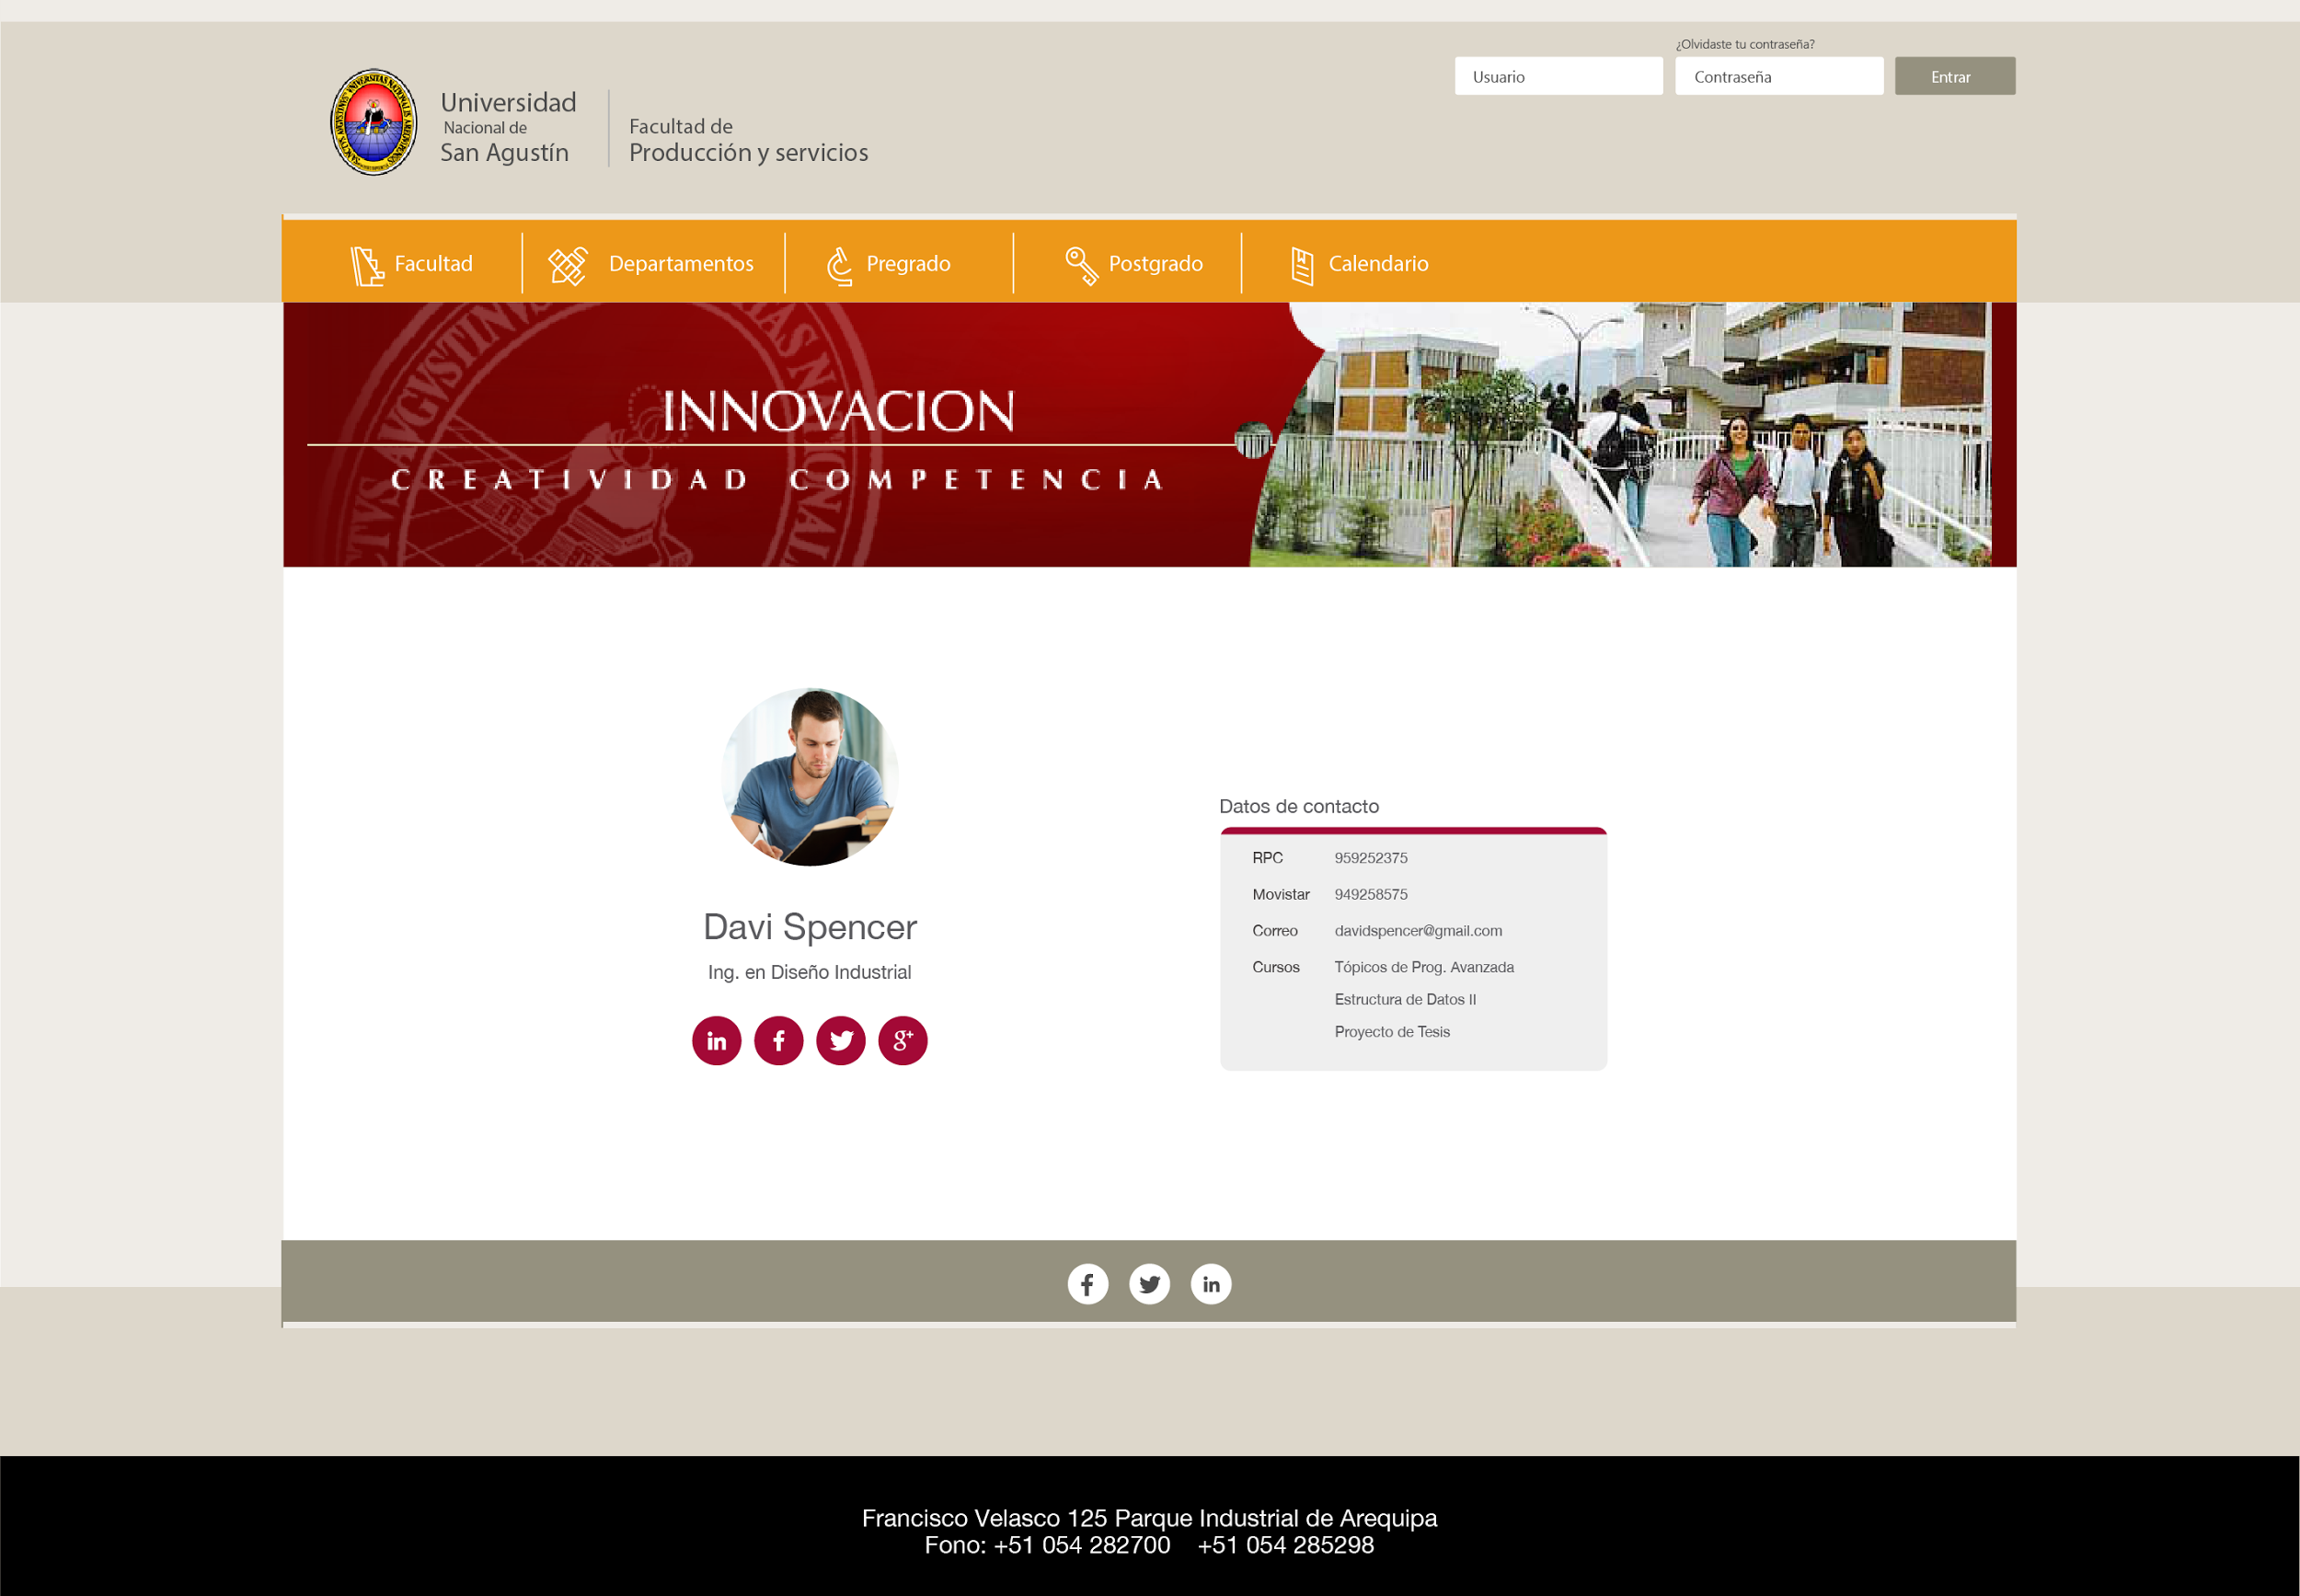 ¿Olvidaste tu contraseña?
Usuario
Contraseña
Entrar
Universidad
Nacional de
San Agustín
Facultad de
Producción y servicios
Facultad
Departamentos
Pregrado
Postgrado
Calendario
INNOVACION
CREATIVIDAD COMPETENCIA
Davi Spencer
Ing. en Diseño Industrial
Datos de contacto
RPC 959252375
Movistar 949258575
Correo davidspencer@gmail.com
Cursos Tópicos de Prog. Avanzada
Estructura de Datos II
Proyecto de Tesis
Francisco Velasco 125 Parque Industrial de Arequipa
Fono: +51 054 282700 +51 054 285298